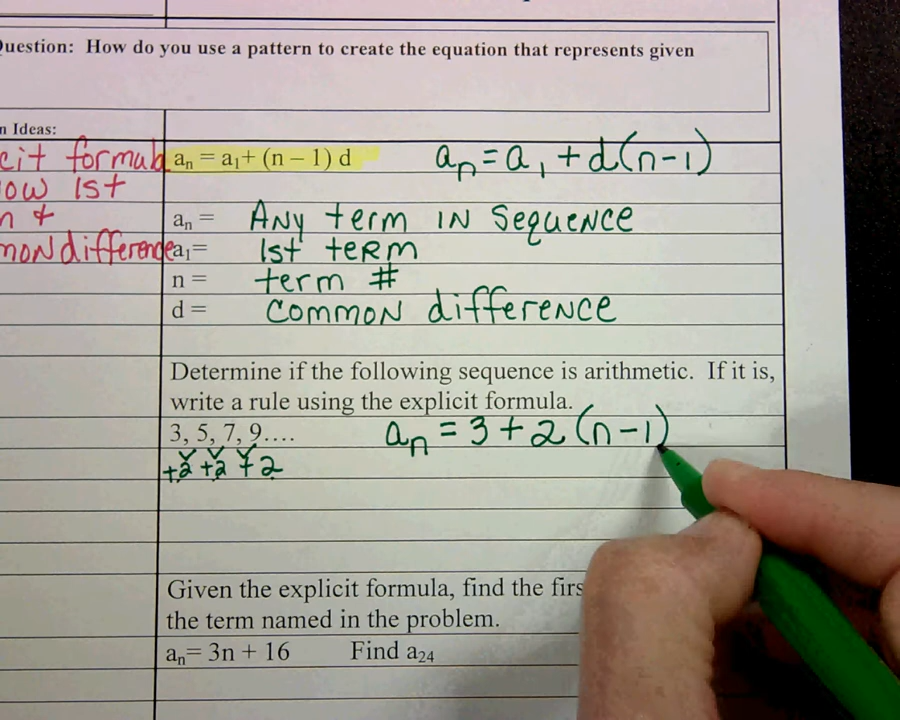 Question: How do you use a pattern to create the equation that represents given
n Ideas:
cit formula aₙ = a₁+ (n – 1) d aₙ = a₁ + d(n-1)
ow 1st
n & aₙ = Any term in sequence
mon difference a₁= 1st term
n = term #
d = common difference
Determine if the following sequence is arithmetic. If it is,
write a rule using the explicit formula.
3, 5, 7, 9…. aₙ = 3 + 2(n-1)
+2 +2 +2
Given the explicit formula, find the firs
the term named in the problem.
aₙ= 3n + 16 Find a₂₄